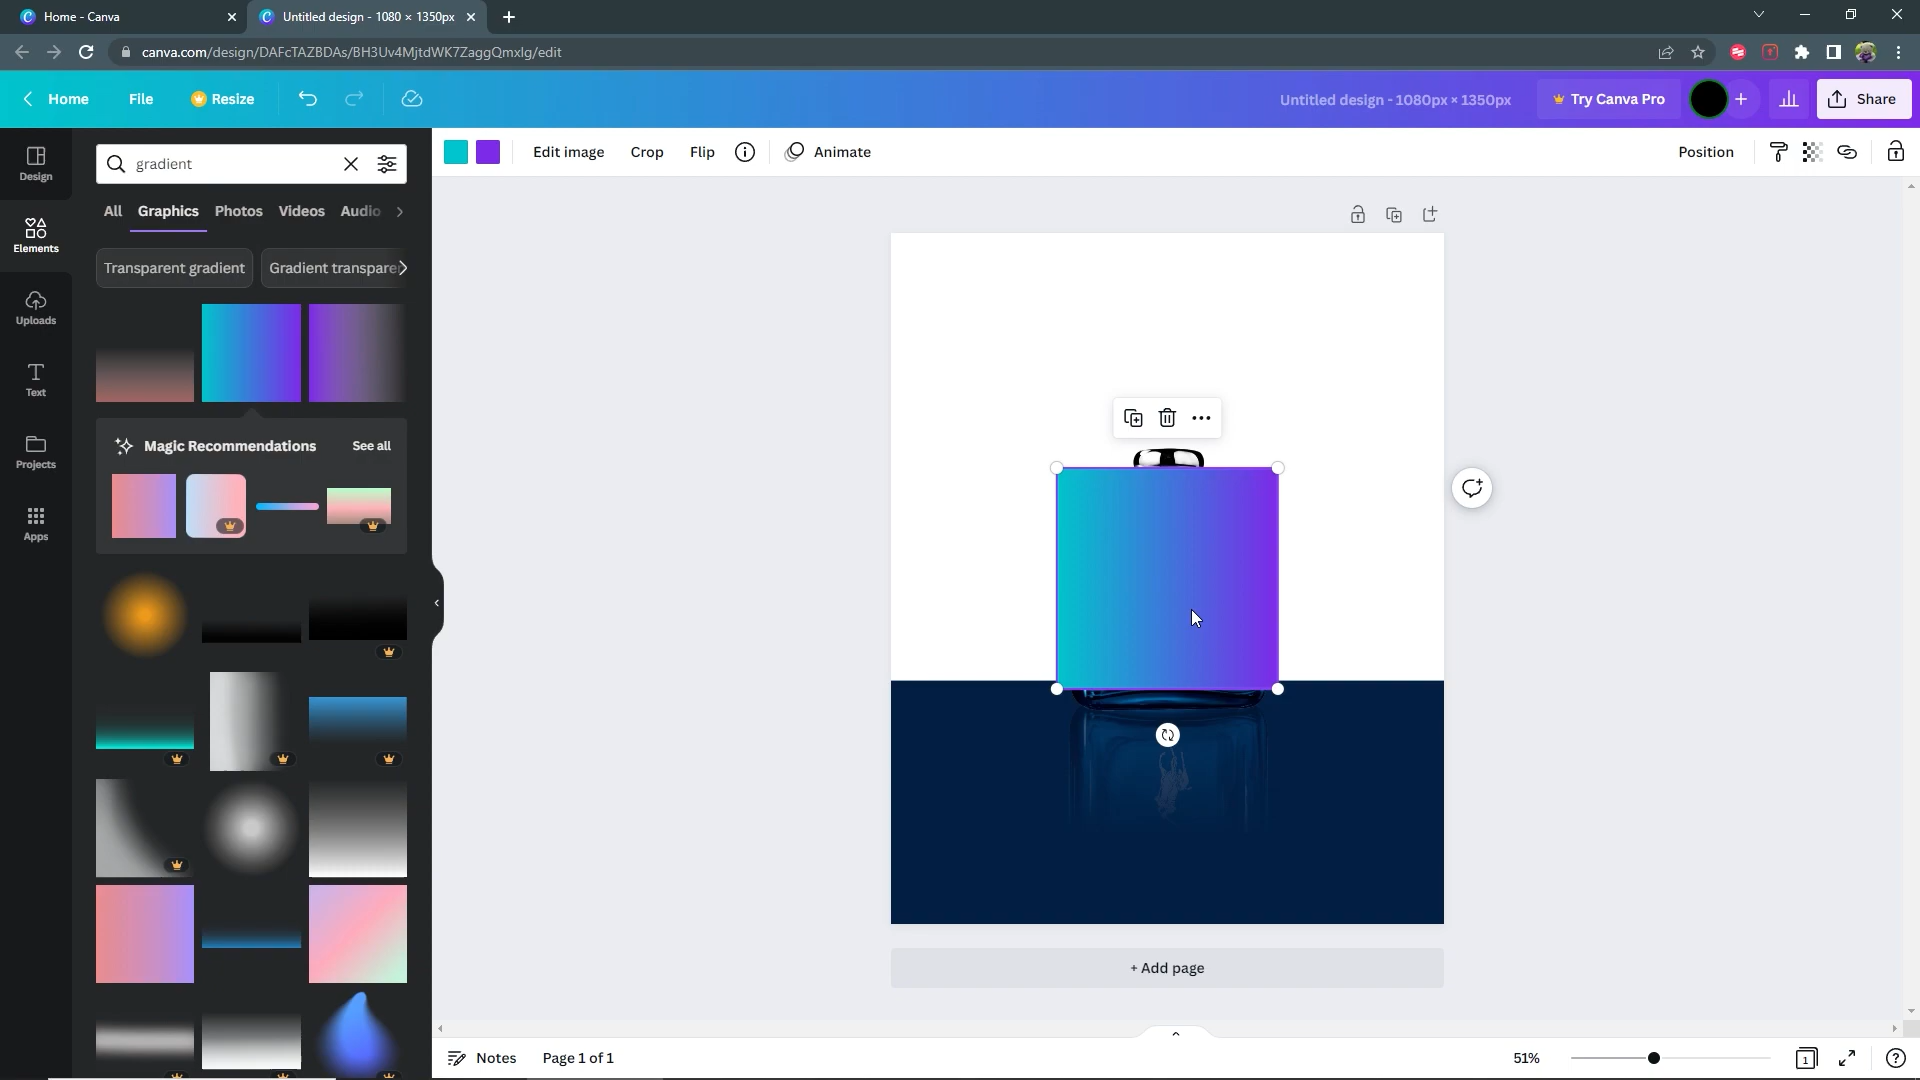 Home - Canva
Untitled design - 1080 × 1350px
canva.com/design/DAFcTAZBDAs/BH3Uv4MjtdWK7ZaggQmxlg/edit
Home
File
Resize
Untitled design - 1080px × 1350px
Try Canva Pro
Share
Design
Elements
Uploads
Text
Projects
Apps
gradient
All
Graphics
Photos
Videos
Audio
Transparent gradient
Gradient transpare
Magic Recommendations
See all
Edit image
Crop
Flip
Animate
Position
+ Add page
Notes
Page 1 of 1
51%
1